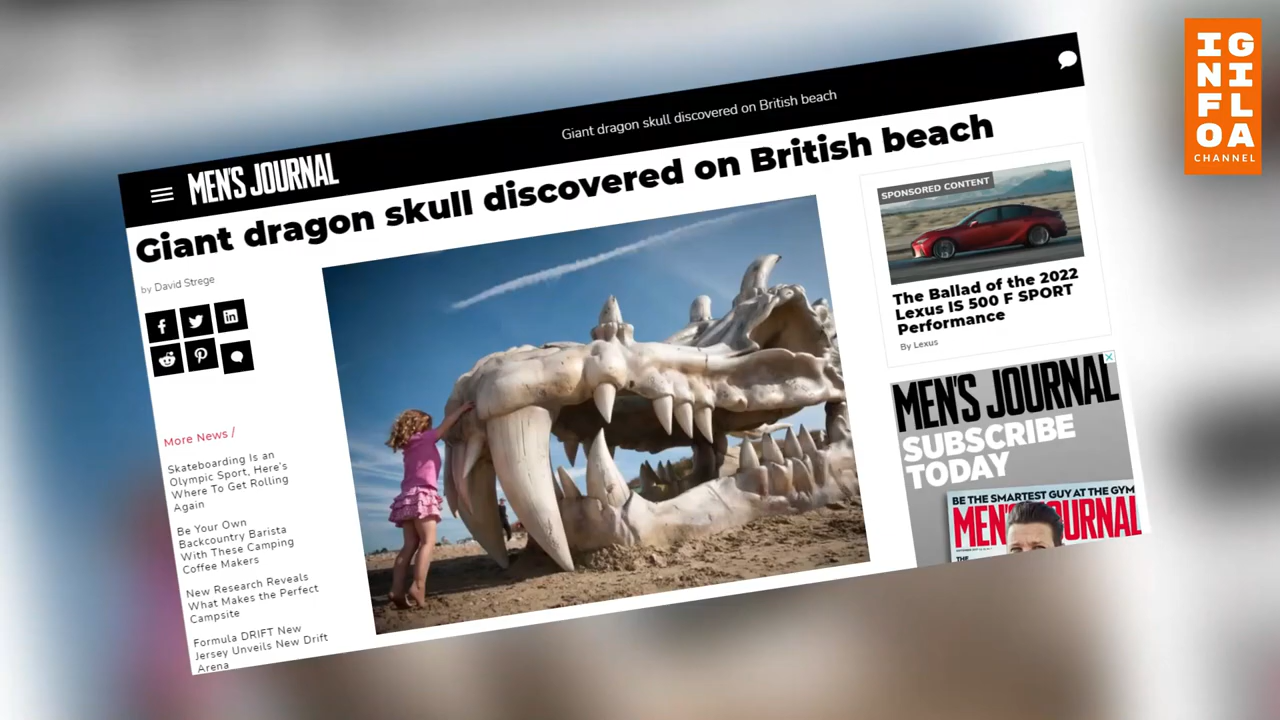 IG
NI
FL
OA
CHANNEL
Giant dragon skull discovered on British beach
MEN'S JOURNAL
Giant dragon skull discovered on British beach
by David Strege
More News /
Skateboarding Is an
Olympic Sport, Here's
Where To Get Rolling
Again
Be Your Own
Backcountry Barista
With These Camping
Coffee Makers
New Research Reveals
What Makes the Perfect
Campsite
Formula DRIFT New
Jersey Unveils New Drift
Arena
SPONSORED CONTENT
The Ballad of the 2022
Lexus IS 500 F SPORT
Performance
By Lexus
MEN'S JOURNAL
SUBSCRIBE
TODAY
BE THE SMARTEST GUY AT THE GYM
MEN JOURNAL
THE